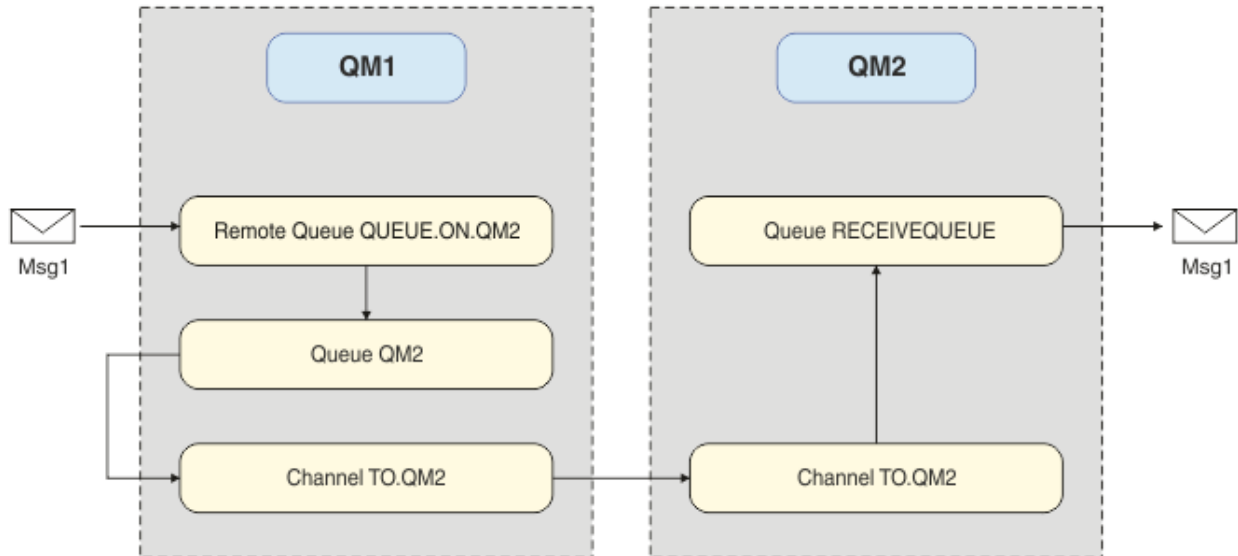 QM1
QM2
Remote Queue QUEUE.ON.QM2
Queue RECEIVEQUEUE
Msg1
Msg1
Queue QM2
Channel TO.QM2
Channel TO.QM2